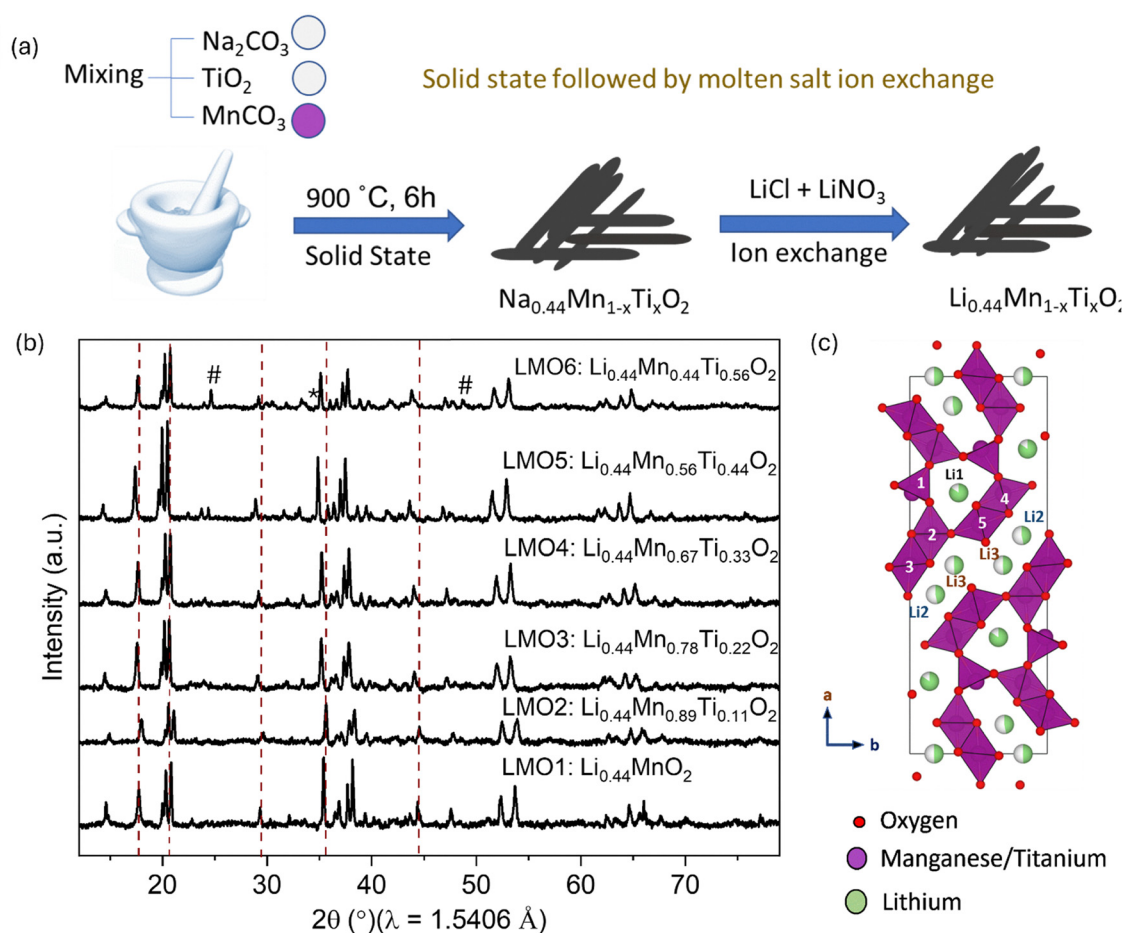 (a)
Mixing
Na₂CO₃
TiO₂
MnCO₃
Solid state followed by molten salt ion exchange
900 ˚C, 6h
Solid State
LiCl + LiNO₃
Ion exchange
Na₀.₄₄Mn₁₋ₓTiₓO₂
Li₀.₄₄Mn₁₋ₓTiₓO₂
(b)
Intensity (a.u.)
#
*
#
LMO6: Li₀.₄₄Mn₀.₄₄Ti₀.₅₆O₂
LMO5: Li₀.₄₄Mn₀.₅₆Ti₀.₄₄O₂
LMO4: Li₀.₄₄Mn₀.₆₇Ti₀.₃₃O₂
LMO3: Li₀.₄₄Mn₀.₇₈Ti₀.₂₂O₂
LMO2: Li₀.₄₄Mn₀.₈₉Ti₀.₁₁O₂
LMO1: Li₀.₄₄MnO₂
20 30 40 50 60 70
2θ (°)(λ = 1.5406 Å)
(c)
1
Li1
4
2
5
Li2
3
Li3
Li3
Li2
a
b
Oxygen
Manganese/Titanium
Lithium